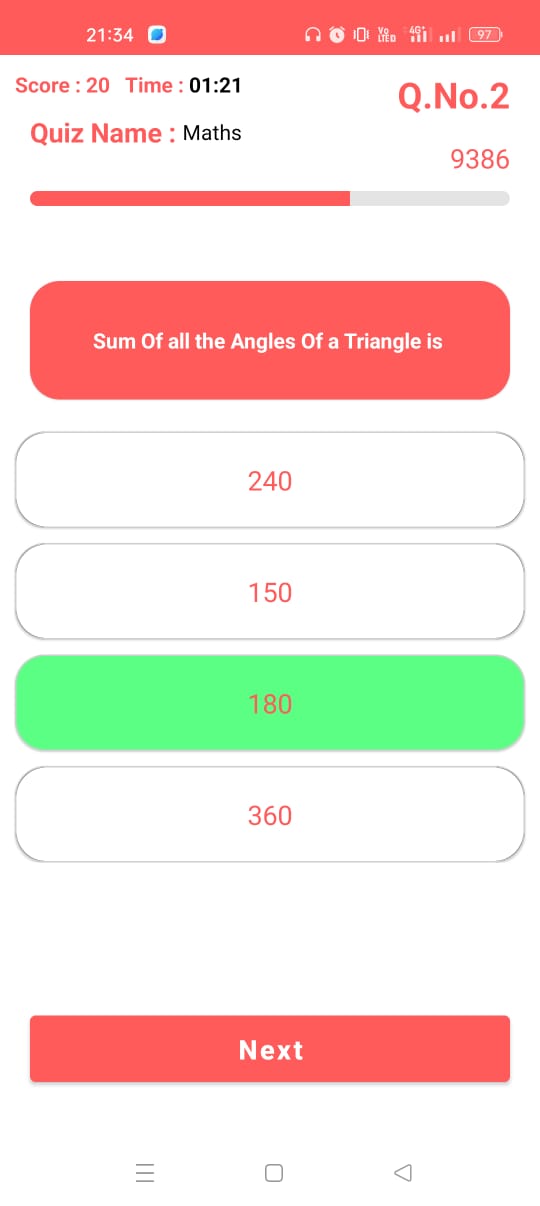 21:34
Vo LTE 4G+ 97
Score : 20 Time : 01:21
Q.No.2
Quiz Name : Maths
9386
Sum Of all the Angles Of a Triangle is
240
150
180
360
Next